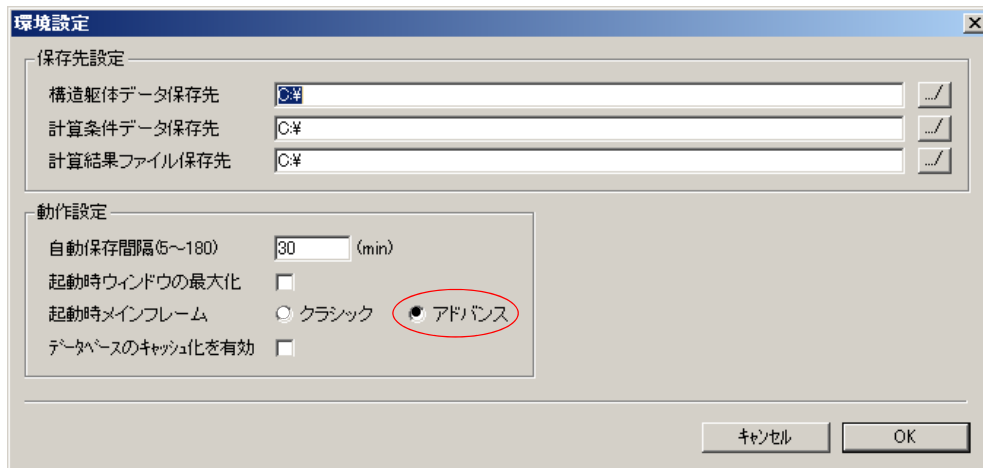 環境設定
保存先設定
構造躯体データ保存先 C:¥ .../
計算条件データ保存先 C:¥ .../
計算結果ファイル保存先 C:¥ .../
動作設定
自動保存間隔(5～180) 30 (min)
起動時ウィンドウの最大化
起動時メインフレーム クラシック アドバンス
ﾃﾞｰﾀﾍﾞｰｽのｷｬｯｼｭ化を有効
ｷｬﾝｾﾙ OK